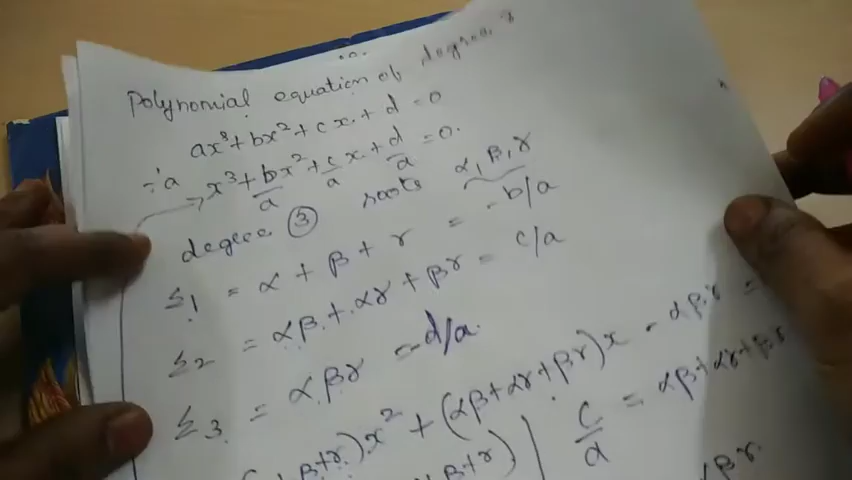 Polynomial equation of degree 3
ax³ + bx² + cx + d = 0
÷ a x³ + b/a x² + c/a x + d/a = 0.
degree ③ roots α, β, γ
Σ1 = α + β + γ = -b/a
Σ2 = αβ + αγ + βγ = c/a
Σ3 = αβγ = -d/a.
β+γ)x² + (αβ+αγ+βγ)x - αβγ =
β+γ) | c/a = αβ+αγ+βγ
βγ.